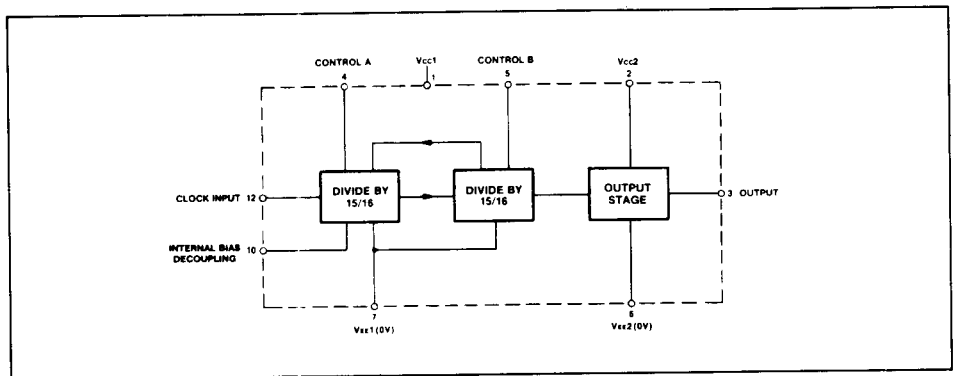 CONTROL A
4
Vcc1
1
CONTROL B
5
Vcc2
2
CLOCK INPUT 12
DIVIDE BY
15/16
DIVIDE BY
15/16
OUTPUT
STAGE
3 OUTPUT
INTERNAL BIAS 10
DECOUPLING
7
VEE1 (0V)
6
VEE2 (0V)